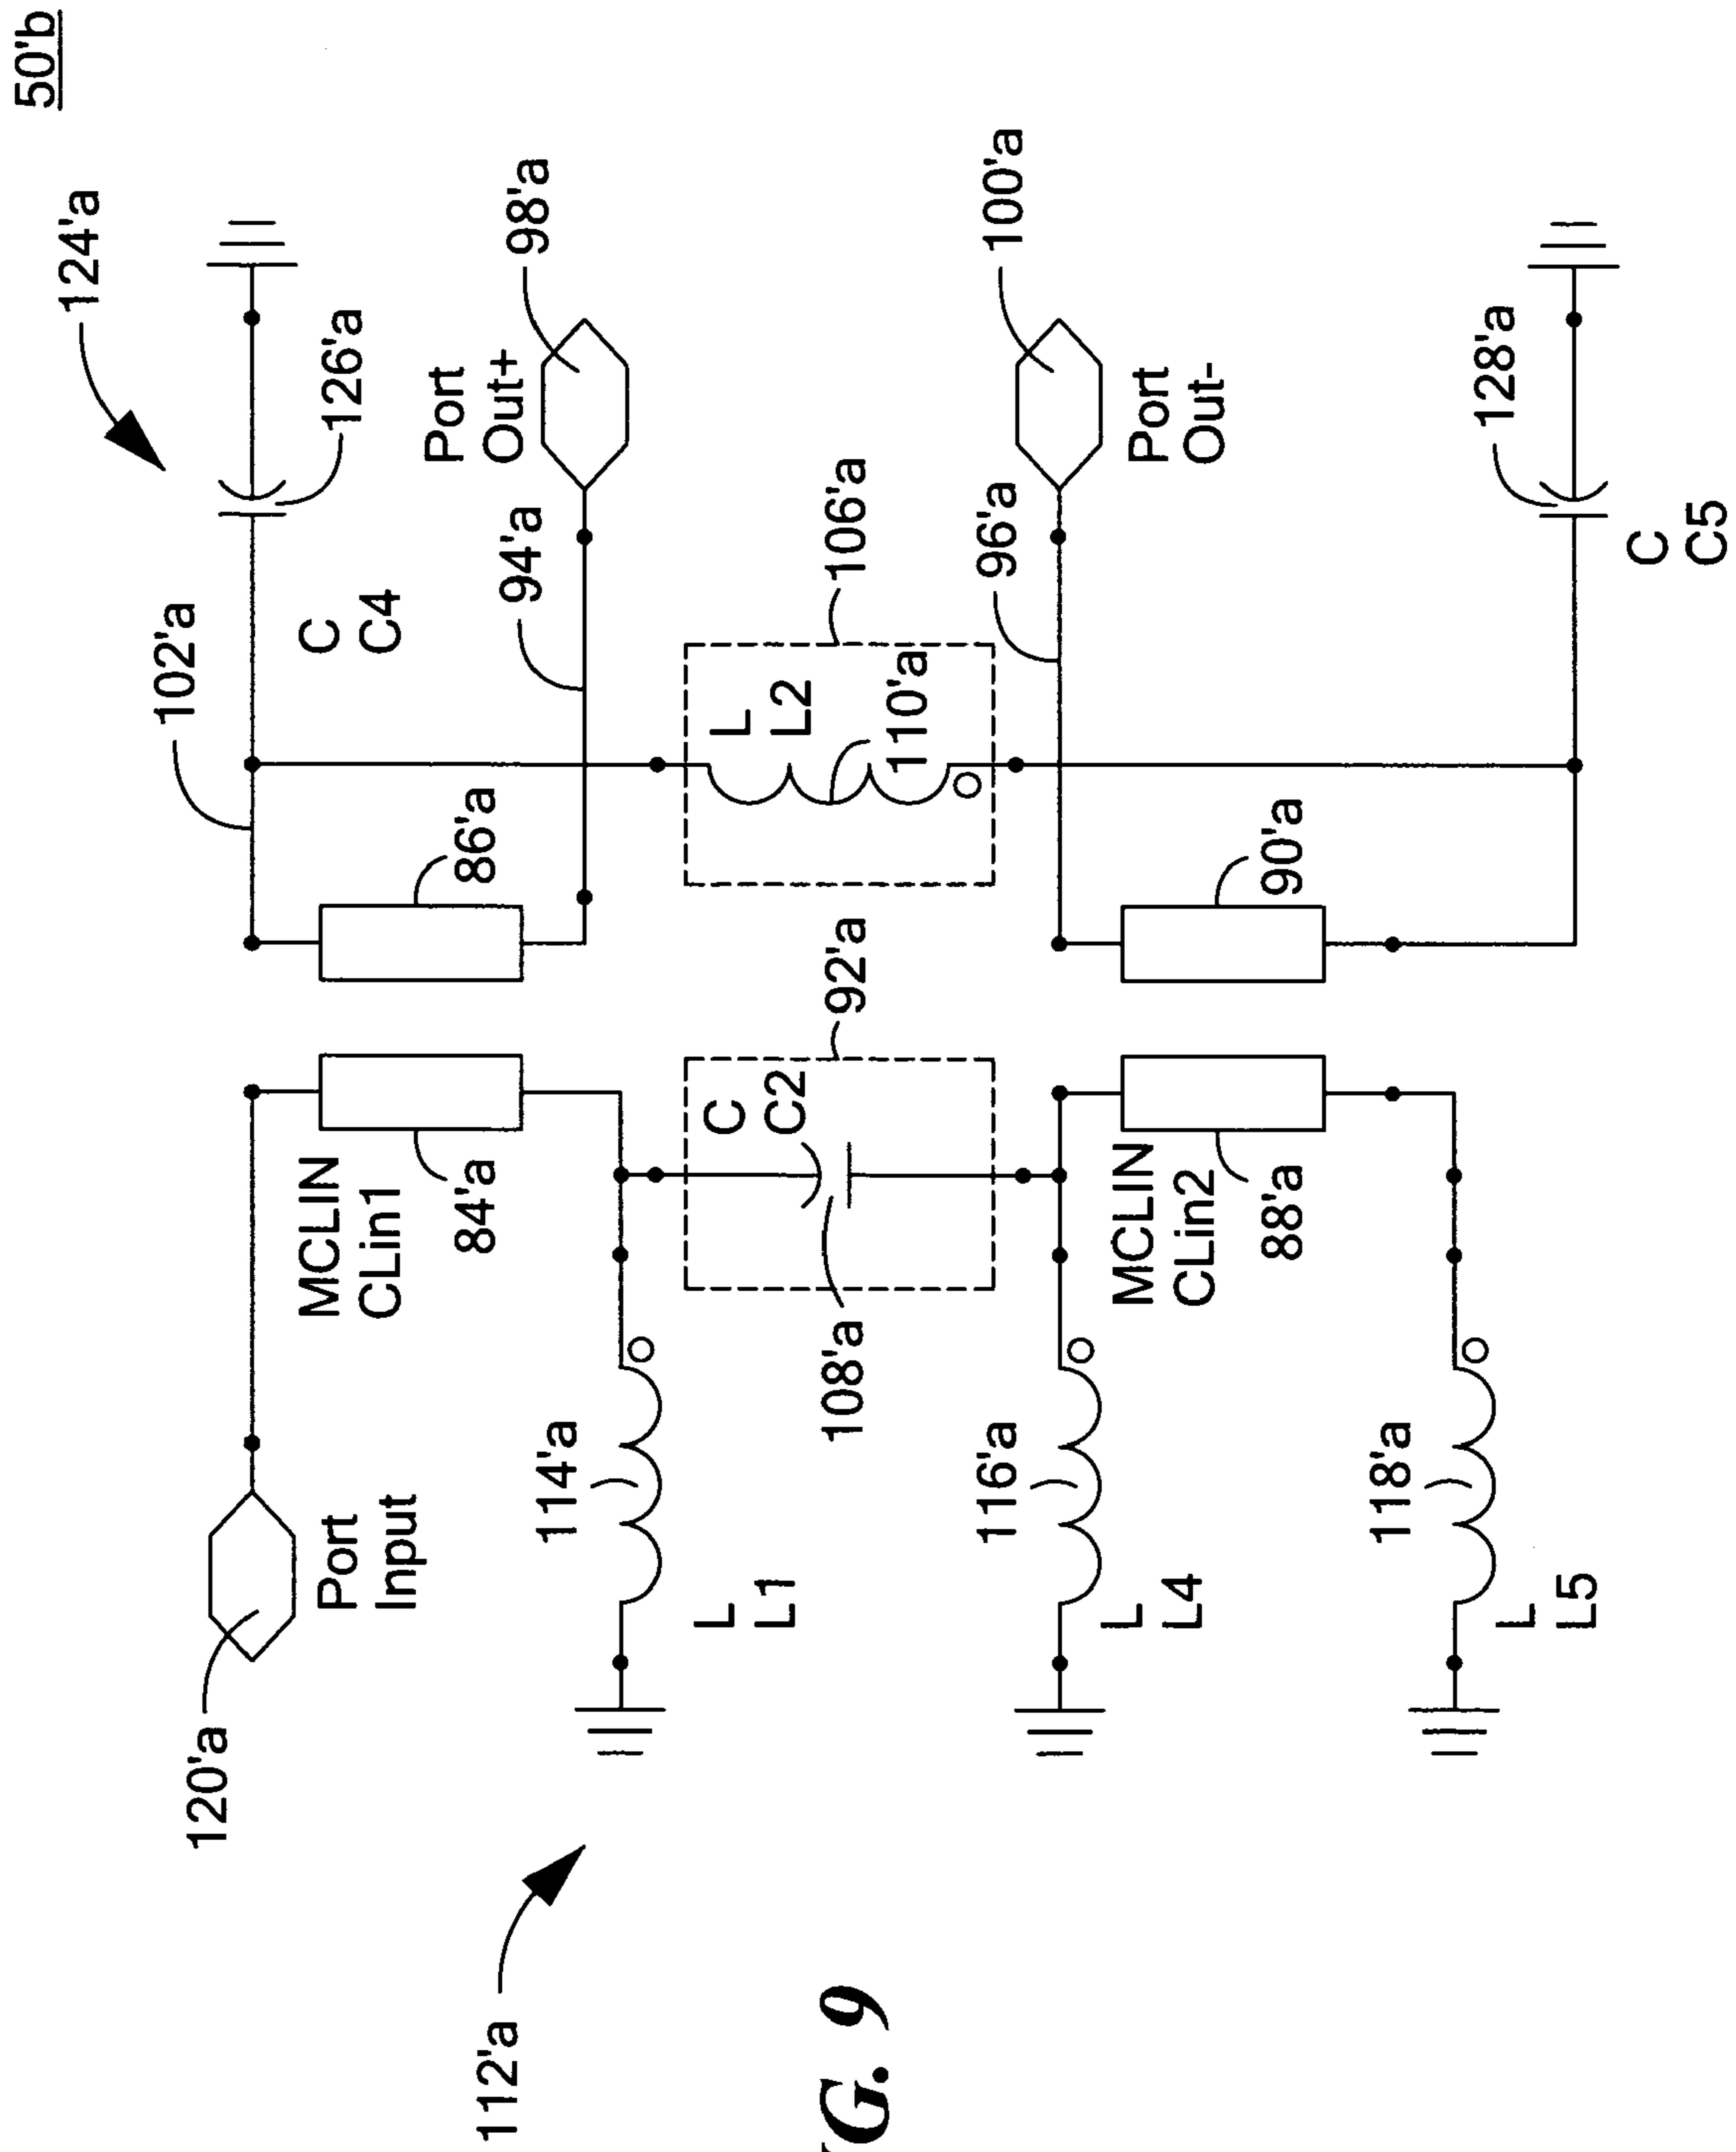 50'b
124'a
102'a
126'a
C
C4
Port
Out+
98'a
86'a
94'a
106'a
L
L2
110'a
96'a
100'a
Port
Out-
90'a
128'a
C
C5
120'a
Port
Input
MCLIN
CLin1
84'a
114'a
L
L1
92'a
C
C2
108'a
MCLIN
CLin2
88'a
116'a
L
L4
118'a
L
L5
112'a
G. 9